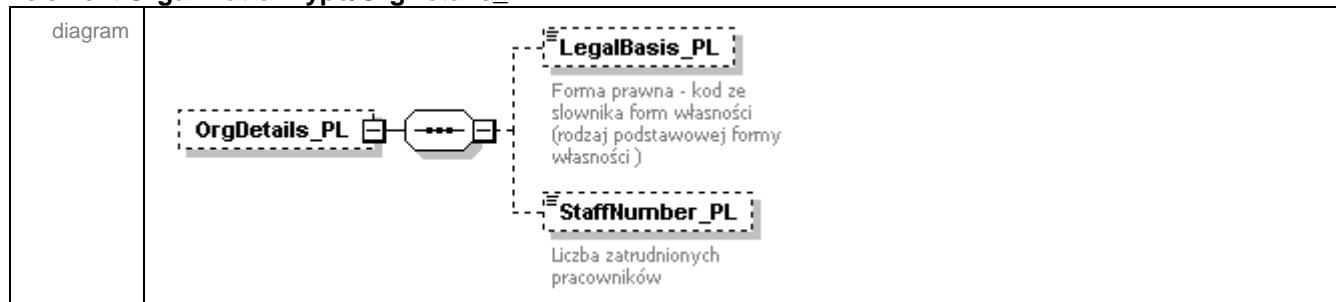 diagram
OrgDetails_PL
LegalBasis_PL
Forma prawna - kod ze
slownika form własności
(rodzaj podstawowej formy
własności )
StaffNumber_PL
Liczba zatrudnionych
pracowników